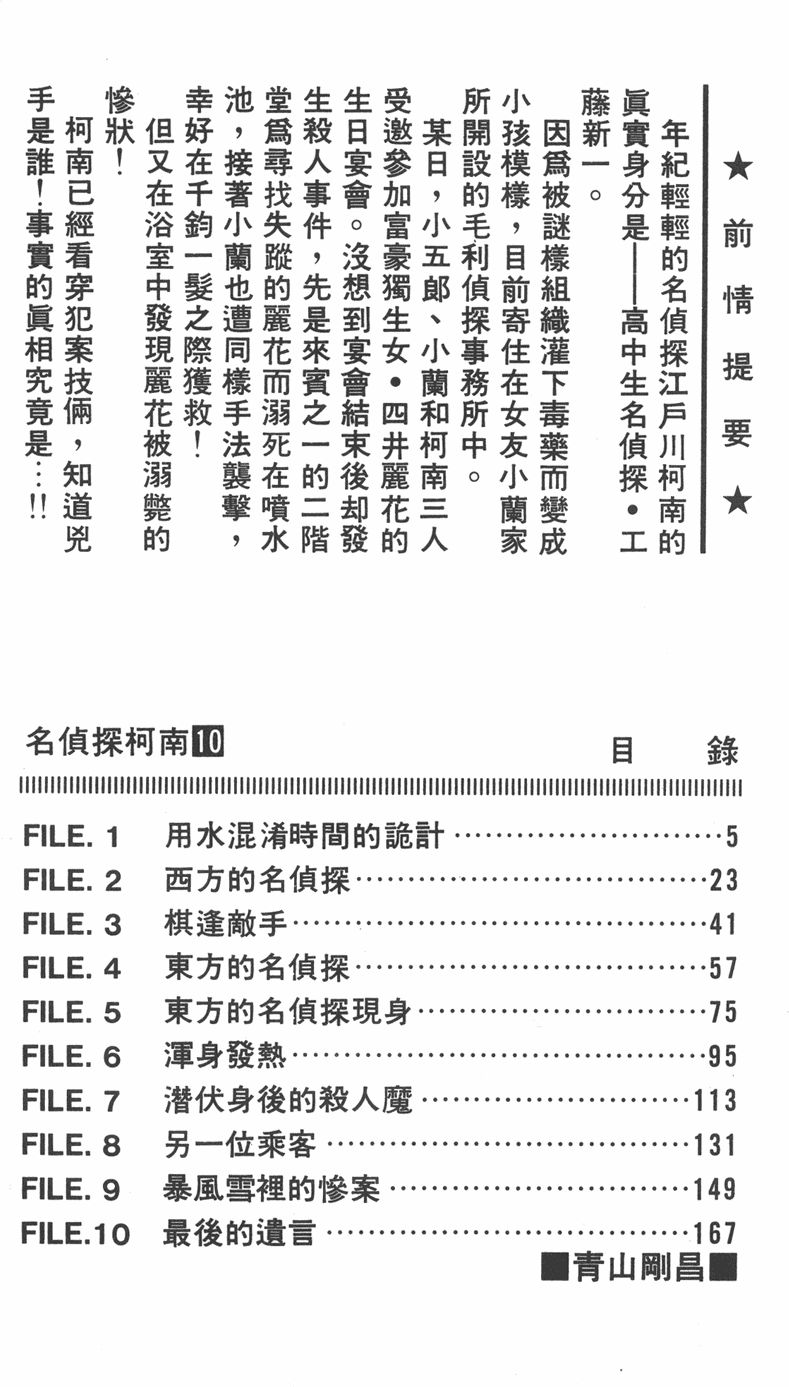 ★前情提要★
年紀輕輕的名偵探江戶川柯南的
眞實身分是——高中生名偵探•工
藤新一。
因爲被謎樣組織灌下毒藥而變成
小孩模樣，目前寄住在女友小蘭家
所開設的毛利偵探事務所中。
某日，小五郎、小蘭和柯南三人
受邀參加富豪獨生女•四井麗花的
生日宴會。沒想到宴會結束後却發
生殺人事件，先是來賓之一的二階
堂爲尋找失蹤的麗花而溺死在噴水
池，接著小蘭也遭同樣手法襲擊，
幸好在千鈞一髮之際獲救！
但又在浴室中發現麗花被溺斃的
慘狀！
柯南已經看穿犯案技倆，知道兇
手是誰！事實的眞相究竟是…!!
名偵探柯南10
目錄
FILE. 1 用水混淆時間的詭計…………………………5
FILE. 2 西方的名偵探…………………………………23
FILE. 3 棋逢敵手………………………………………41
FILE. 4 東方的名偵探…………………………………57
FILE. 5 東方的名偵探現身……………………………75
FILE. 6 渾身發熱………………………………………95
FILE. 7 潛伏身後的殺人魔…………………………113
FILE. 8 另一位乘客…………………………………131
FILE. 9 暴風雪裡的慘案……………………………149
FILE.10 最後的遺言…………………………………167
■青山剛昌■